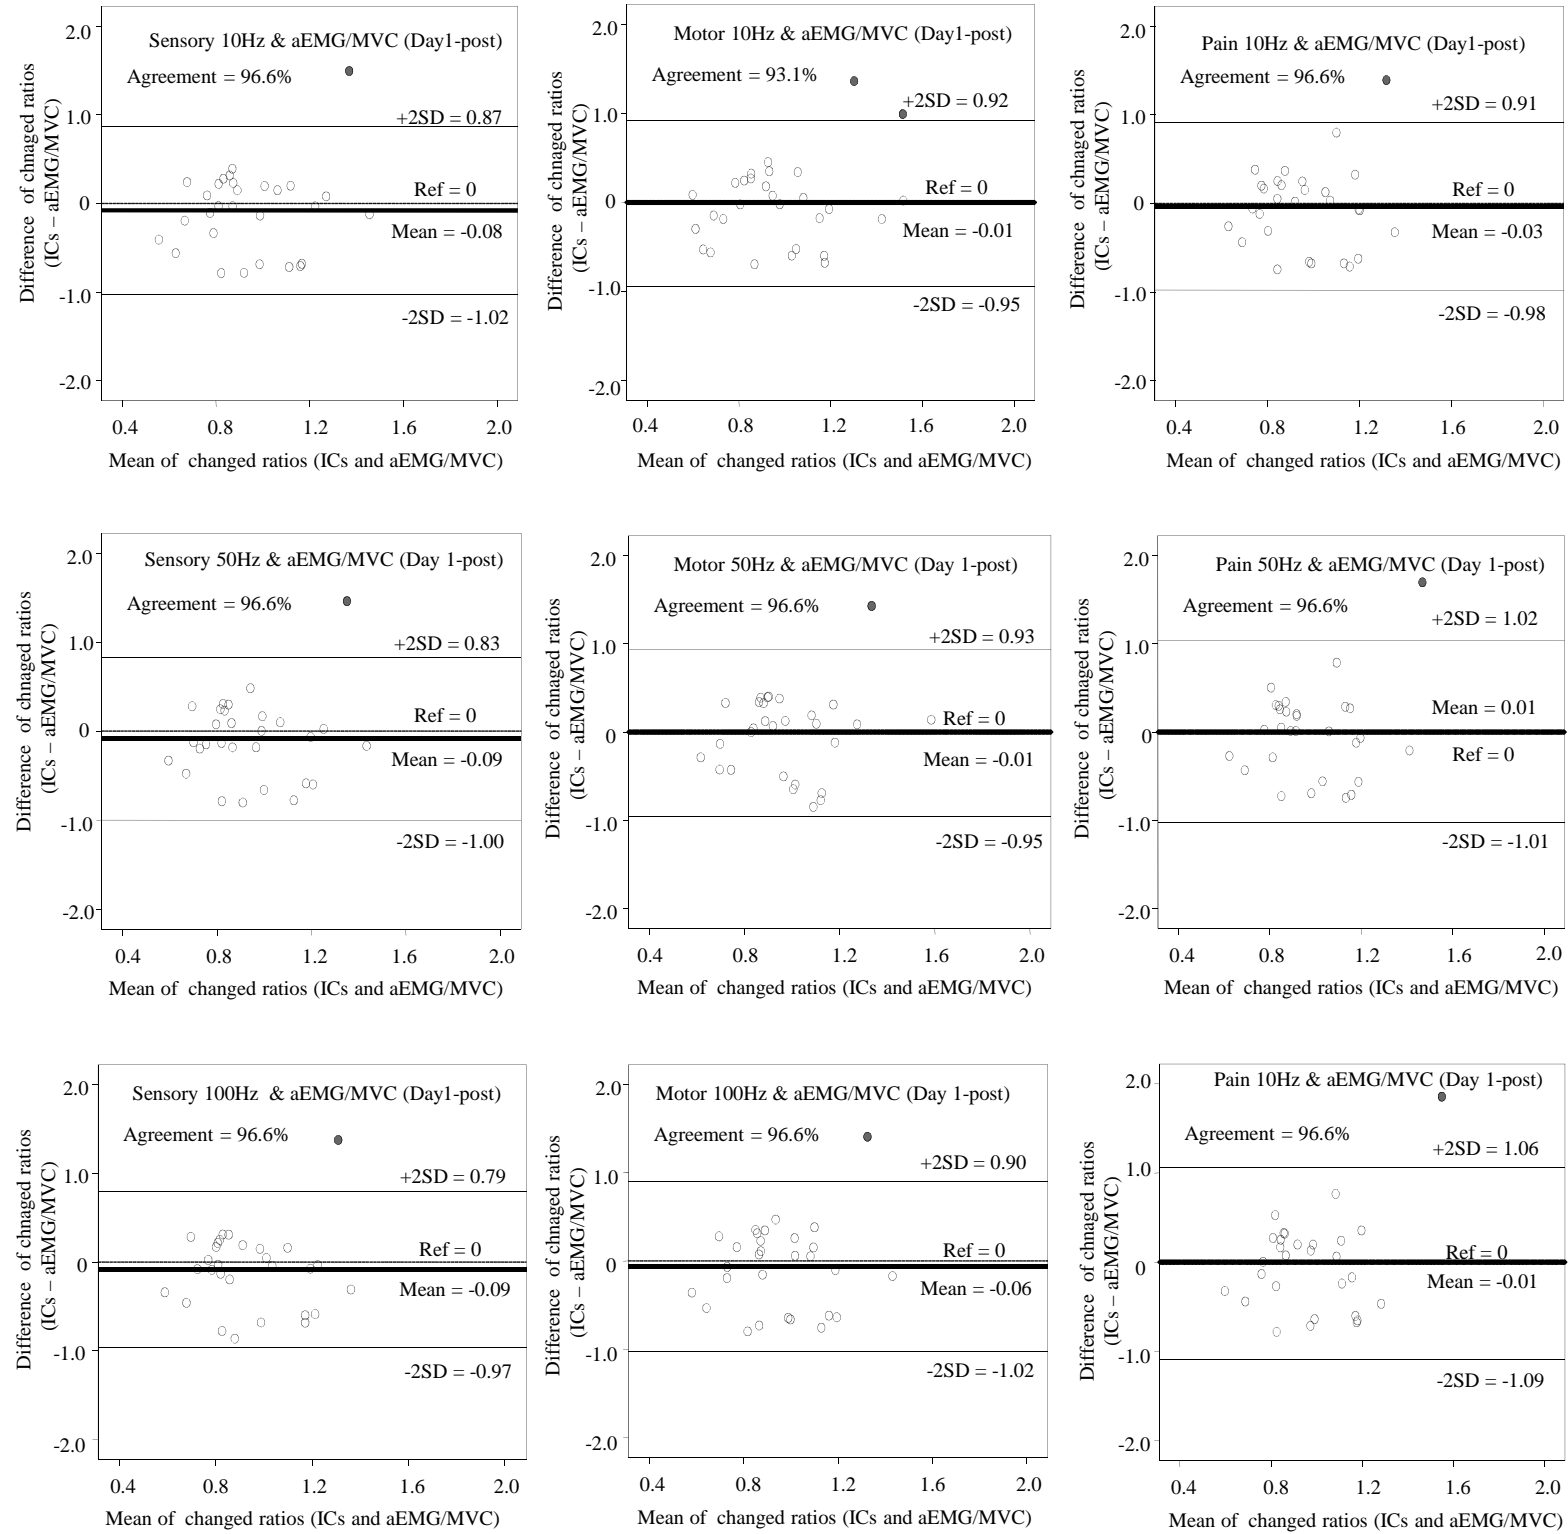 2.0
Sensory 10Hz & aEMG/MVC (Day1-post)
Agreement = 96.6%
+2SD = 0.87
1.0
Ref = 0
0
Mean = -0.08
-1.0
-2SD = -1.02
-2.0
0.4 0.8 1.2 1.6 2.0
Mean of changed ratios (ICs and aEMG/MVC)
Difference of chnaged ratios
(ICs – aEMG/MVC)
2.0
Motor 10Hz & aEMG/MVC (Day1-post)
Agreement = 93.1%
+2SD = 0.92
1.0
Ref = 0
0
Mean = -0.01
-1.0
-2SD = -0.95
-2.0
0.4 0.8 1.2 1.6 2.0
Mean of changed ratios (ICs and aEMG/MVC)
Difference of chnaged ratios
(ICs – aEMG/MVC)
2.0
Pain 10Hz & aEMG/MVC (Day1-post)
Agreement = 96.6%
+2SD = 0.91
1.0
Ref = 0
0
Mean = -0.03
-1.0
-2SD = -0.98
-2.0
0.4 0.8 1.2 1.6 2.0
Mean of changed ratios (ICs and aEMG/MVC)
Difference of chnaged ratios
(ICs – aEMG/MVC)
2.0
Sensory 50Hz & aEMG/MVC (Day 1-post)
Agreement = 96.6%
+2SD = 0.83
1.0
Ref = 0
0
Mean = -0.09
-1.0
-2SD = -1.00
-2.0
0.4 0.8 1.2 1.6 2.0
Mean of changed ratios (ICs and aEMG/MVC)
Difference of chnaged ratios
(ICs – aEMG/MVC)
2.0
Motor 50Hz & aEMG/MVC (Day 1-post)
Agreement = 96.6%
+2SD = 0.93
1.0
Ref = 0
0
Mean = -0.01
-1.0
-2SD = -0.95
-2.0
0.4 0.8 1.2 1.6 2.0
Mean of changed ratios (ICs and aEMG/MVC)
Difference of chnaged ratios
(ICs – aEMG/MVC)
2.0
Pain 50Hz & aEMG/MVC (Day 1-post)
Agreement = 96.6%
+2SD = 1.02
1.0
Mean = 0.01
0
Ref = 0
-1.0
-2SD = -1.01
-2.0
0.4 0.8 1.2 1.6 2.0
Mean of changed ratios (ICs and aEMG/MVC)
Difference of chnaged ratios
(ICs – aEMG/MVC)
2.0
Sensory 100Hz & aEMG/MVC (Day1-post)
Agreement = 96.6%
+2SD = 0.79
1.0
Ref = 0
0
Mean = -0.09
-1.0
-2SD = -0.97
-2.0
0.4 0.8 1.2 1.6 2.0
Mean of changed ratios (ICs and aEMG/MVC)
Difference of chnaged ratios
(ICs – aEMG/MVC)
2.0
Motor 100Hz & aEMG/MVC (Day 1-post)
Agreement = 96.6%
+2SD = 0.90
1.0
Ref = 0
0
Mean = -0.06
-1.0
-2SD = -1.02
-2.0
0.4 0.8 1.2 1.6 2.0
Mean of changed ratios (ICs and aEMG/MVC)
Difference of chnaged ratios
(ICs – aEMG/MVC)
2.0
Pain 10Hz & aEMG/MVC (Day 1-post)
Agreement = 96.6%
+2SD = 1.06
1.0
Ref = 0
0
Mean = -0.01
-1.0
-2SD = -1.09
-2.0
0.4 0.8 1.2 1.6 2.0
Mean of changed ratios (ICs and aEMG/MVC)
Difference of chnaged ratios
(ICs – aEMG/MVC)